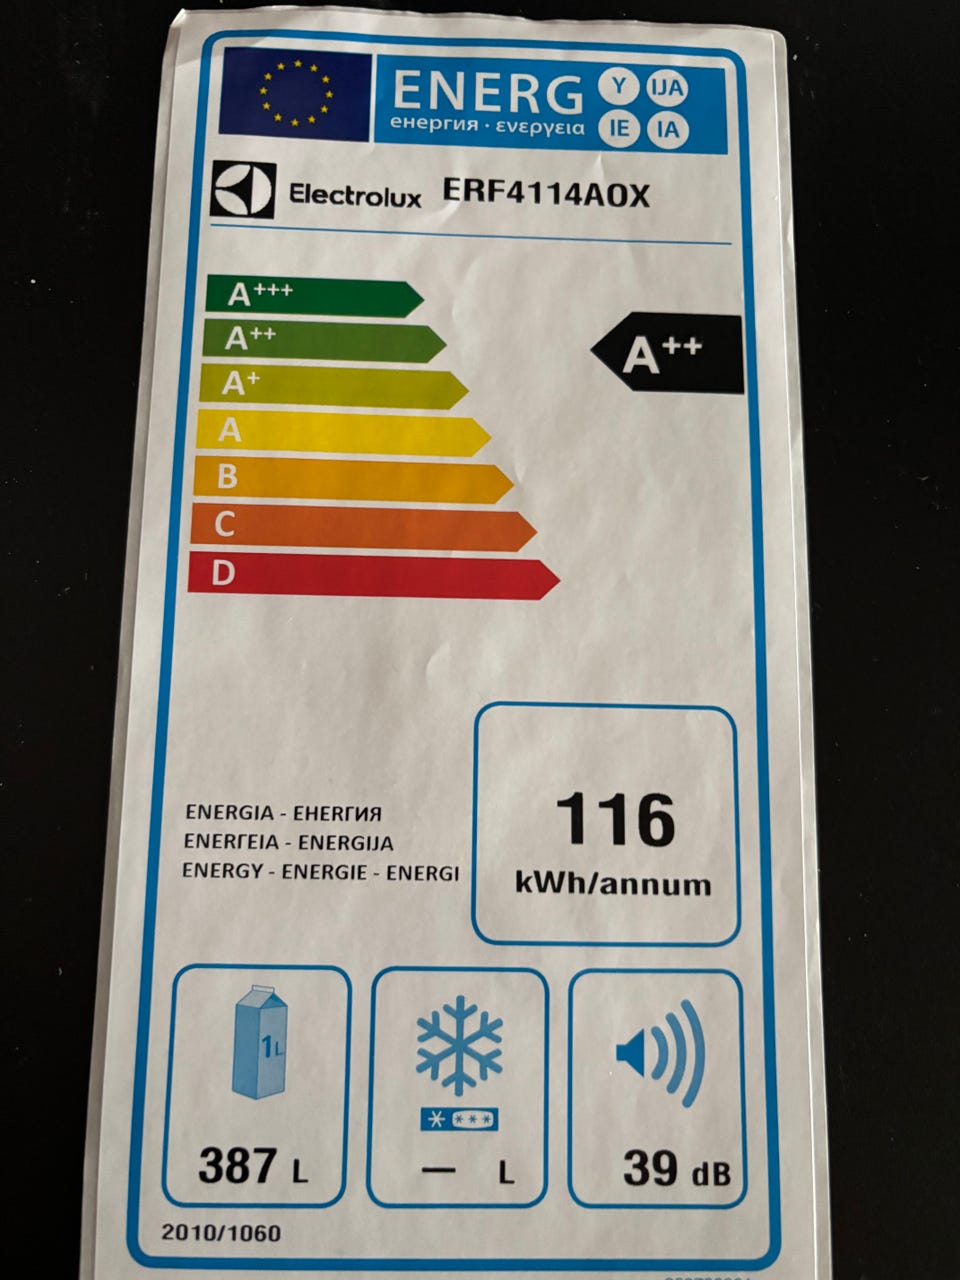 ENERG Y IJA
енергия · ενεργεια IE IA
Electrolux ERF4114AOX
A+++
A++
A++
A+
A
B
C
D
ENERGIA - ЕНЕРГИЯ
ΕΝΕΡΓΕΙΑ - ENERGIJA
ENERGY - ENERGIE - ENERGI
116
kWh/annum
1L
387 L
— L
39 dB
2010/1060